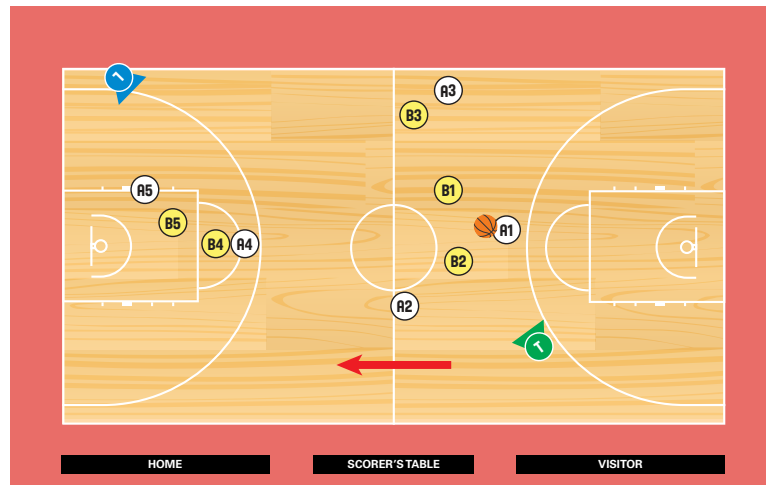 L
A3
B3
A5
B1
B5
A1
B4
A4
B2
A2
T
HOME
SCORER'S TABLE
VISITOR